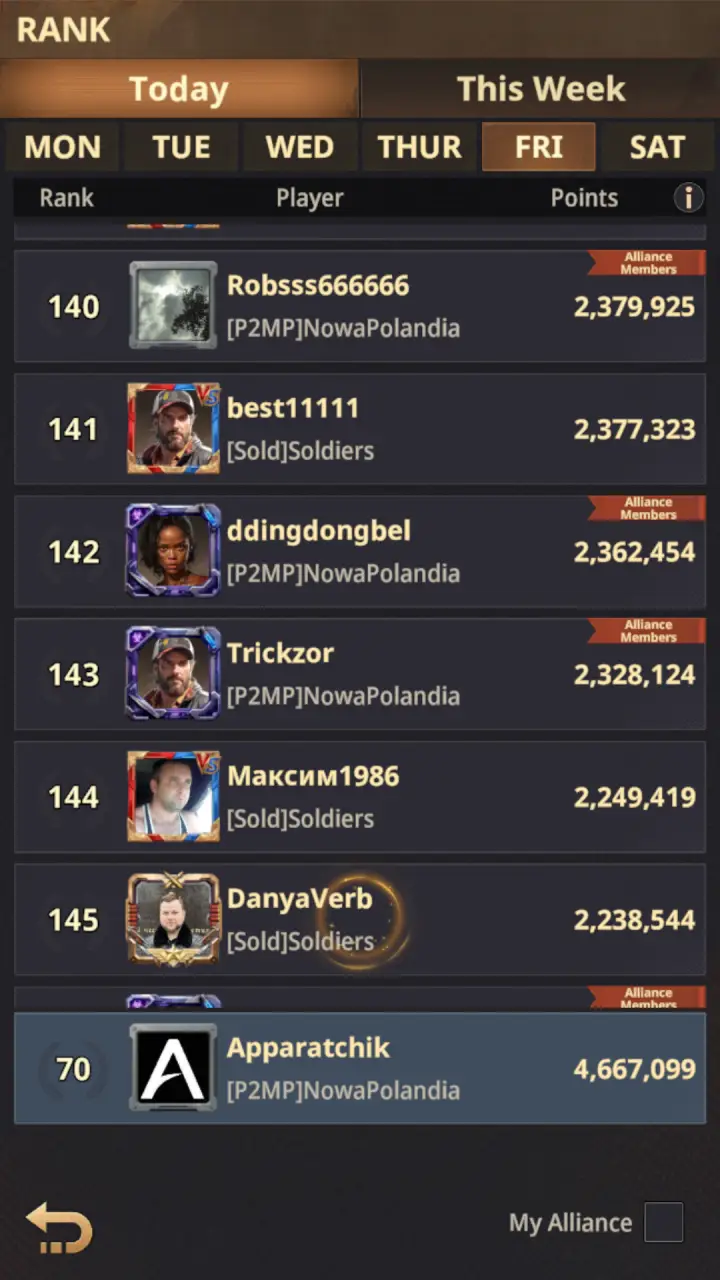 RANK
Today This Week
MON TUE WED THUR FRI SAT
Rank Player Points i
Alliance
Members
140 Robsss666666 2,379,925
[P2MP]NowaPolandia
141 best11111 2,377,323
[Sold]Soldiers
Alliance
Members
142 ddingdongbel 2,362,454
[P2MP]NowaPolandia
Alliance
Members
143 Trickzor 2,328,124
[P2MP]NowaPolandia
144 Максим1986 2,249,419
[Sold]Soldiers
145 DanyaVerb 2,238,544
[Sold]Soldiers
Alliance
Members
70 Apparatchik 4,667,099
[P2MP]NowaPolandia
My Alliance